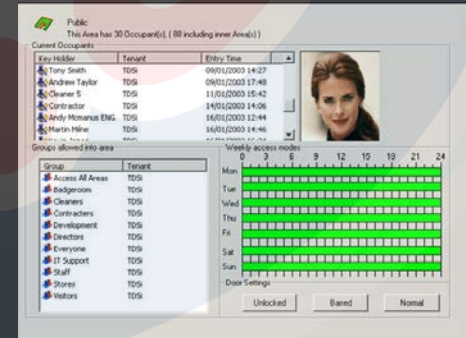 Public
This Area has 30 Occupant(s), ( 88 including inner Area(s) )
Current Occupants
Key Holder Tenant Entry Time
Tony Smith TDSi 09/01/2003 14:27
Andrew Taylor TDSi 09/01/2003 17:48
Cleaner 5 TDSi 11/01/2003 15:42
Contractor TDSi 14/01/2003 14:06
Andy Mcmanus ENG TDSi 16/01/2003 12:44
Martin Milne TDSi 16/01/2003 14:46
Groups allowed into area
Group Tenant
Access All Areas TDSi
Badgeroom TDSi
Cleaners TDSi
Contracters TDSi
Development TDSi
Directors TDSi
Everyone TDSi
IT Support TDSi
Staff TDSi
Stores TDSi
Visitors TDSi
Weekly access modes
0 3 6 9 12 15 18 21 24
Mon
Tue
Wed
Thu
Fri
Sat
Sun
Door Settings
Unlocked Barred Normal